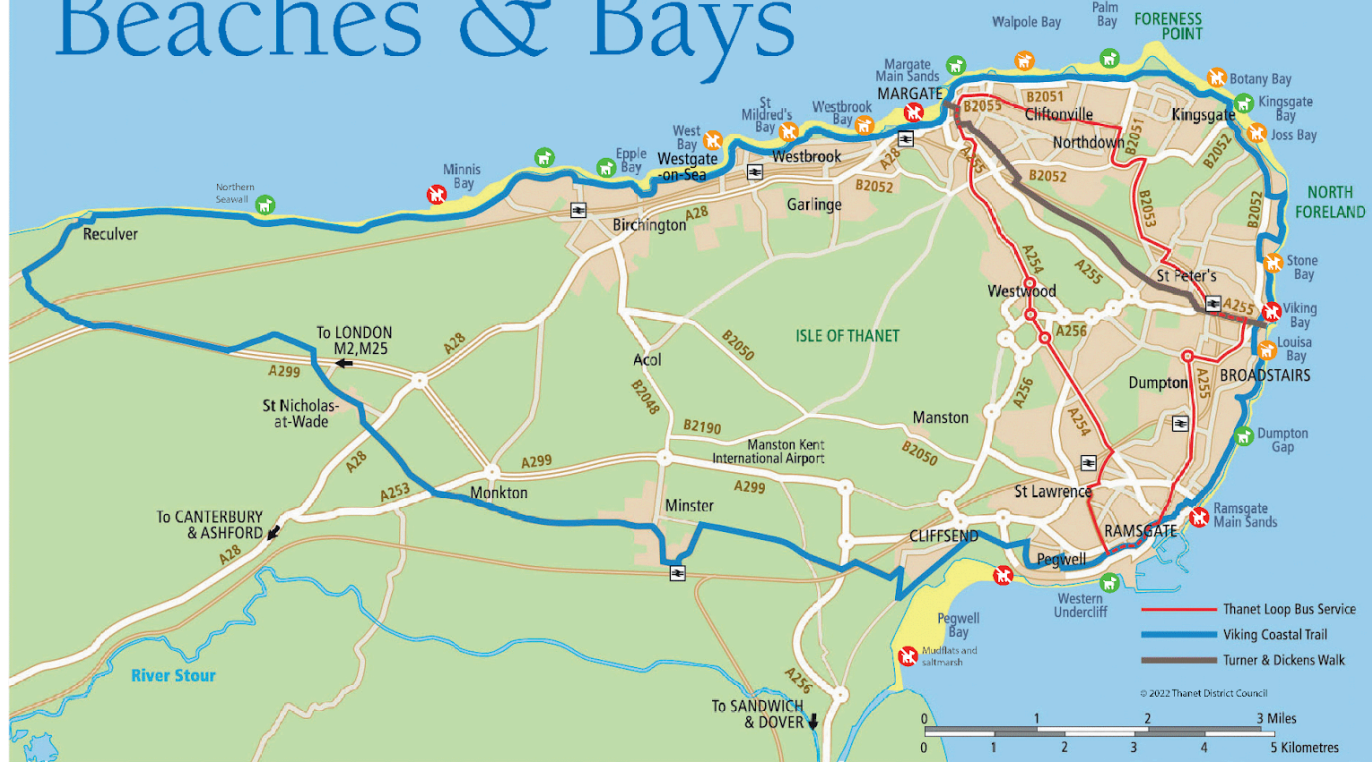 Beaches & Bays
Walpole Bay
Palm
Bay
FORENESS
POINT
Margate
Main Sands
MARGATE
Botany Bay
Kingsgate
Bay
Joss Bay
B2055
B2051
Cliftonville
Kingsgate
Northdown
B2051
B2052
St
Mildred's
Bay
Westbrook
Bay
West
Bay
Westgate
-on-Sea
Westbrook
A28
A255
B2052
B2052
B2053
B2052
NORTH
FORELAND
Epple
Bay
Minnis
Bay
Northern
Seawall
Reculver
Birchington
A28
Garlinge
A254
A255
St Peter's
Stone
Bay
Westwood
A255
Viking
Bay
ISLE OF THANET
A256
Louisa
Bay
To LONDON
M2,M25
A28
A299
Acol
B2050
B2048
Dumpton
A255
BROADSTAIRS
A256
A254
St Nicholas-
at-Wade
Manston
Dumpton
Gap
B2190
Manston Kent
International Airport
B2050
A28
A299
A299
A253
Monkton
Minster
St Lawrence
Ramsgate
Main Sands
RAMSGATE
To CANTERBURY
& ASHFORD
A28
CLIFFSEND
Pegwell
Western
Undercliff
Pegwell
Bay
Mudflats and
saltmarsh
River Stour
A256
To SANDWICH
& DOVER
Thanet Loop Bus Service
Viking Coastal Trail
Turner & Dickens Walk
© 2022 Thanet District Council
0 1 2 3 Miles
0 1 2 3 4 5 Kilometres